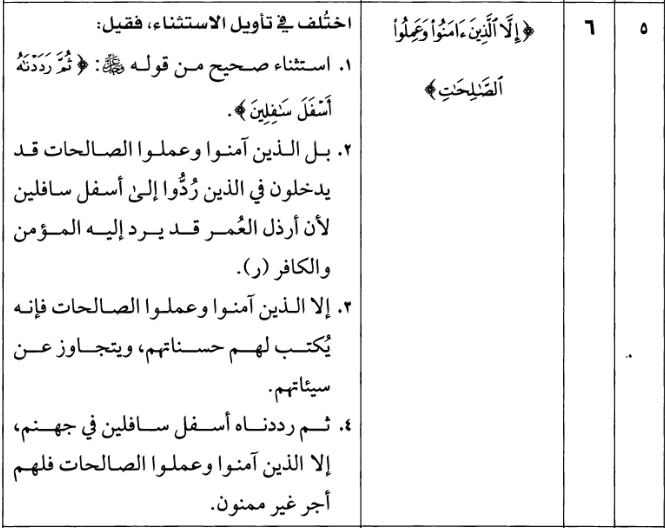 ٥
٦
﴿إِلَّا ٱلَّذِينَ ءَامَنُوا۟ وَعَمِلُوا۟
ٱلصَّـٰلِحَـٰتِ﴾
اختُلف في تأويل الاستثناء، فقيل:
١. استثناء صحيح من قوله ﷻ: ﴿ثُمَّ رَدَدْنَـٰهُ
أَسْفَلَ سَـٰفِلِينَ﴾.
٢. بل الذين آمنوا وعملوا الصالحات قد
يدخلون في الذين رُدُّوا إلىٰ أسفل سافلين
لأن أرذل العُمر قد يرد إليه المؤمن
والكافر (ر).
٣. إلا الذين آمنوا وعملوا الصالحات فإنه
يُكتب لهم حسناتهم، ويتجاوز عن
سيئاتهم.
٤. ثم رددناه أسفل سافلين في جهنم،
إلا الذين آمنوا وعملوا الصالحات فلهم
أجر غير ممنون.